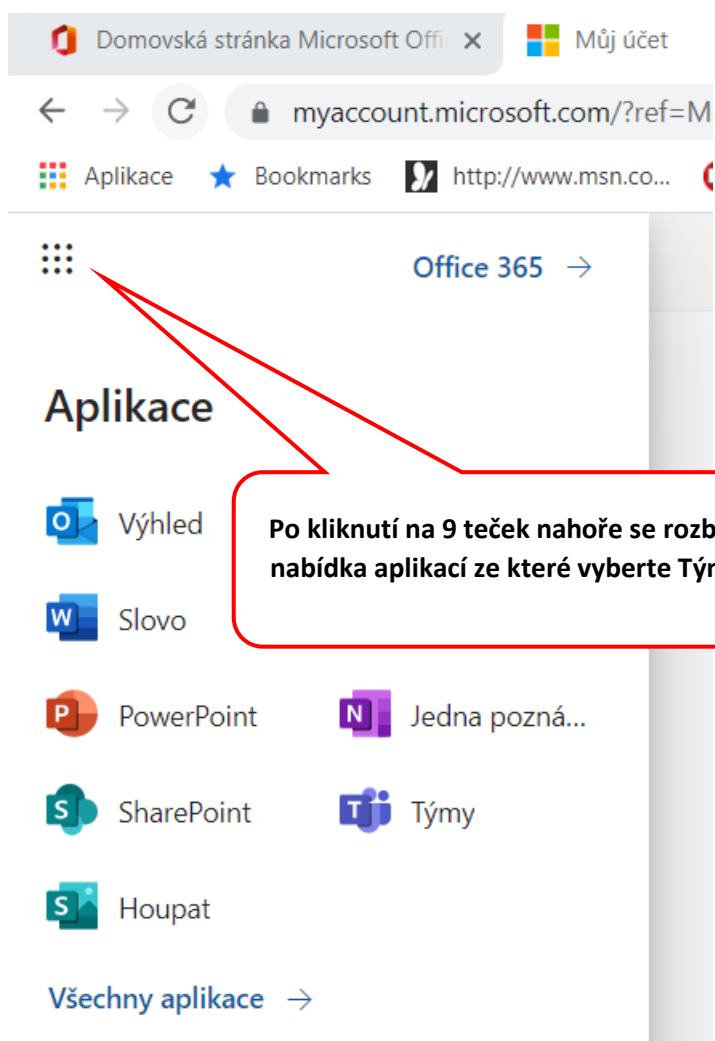 Domovská stránka Microsoft Offi
Můj účet
myaccount.microsoft.com/?ref=M
Aplikace
Bookmarks
http://www.msn.co...
Office 365
Aplikace
Výhled
Po kliknutí na 9 teček nahoře se rozb
nabídka aplikací ze které vyberte Tým
Slovo
PowerPoint
Jedna pozná...
SharePoint
Týmy
Houpat
Všechny aplikace